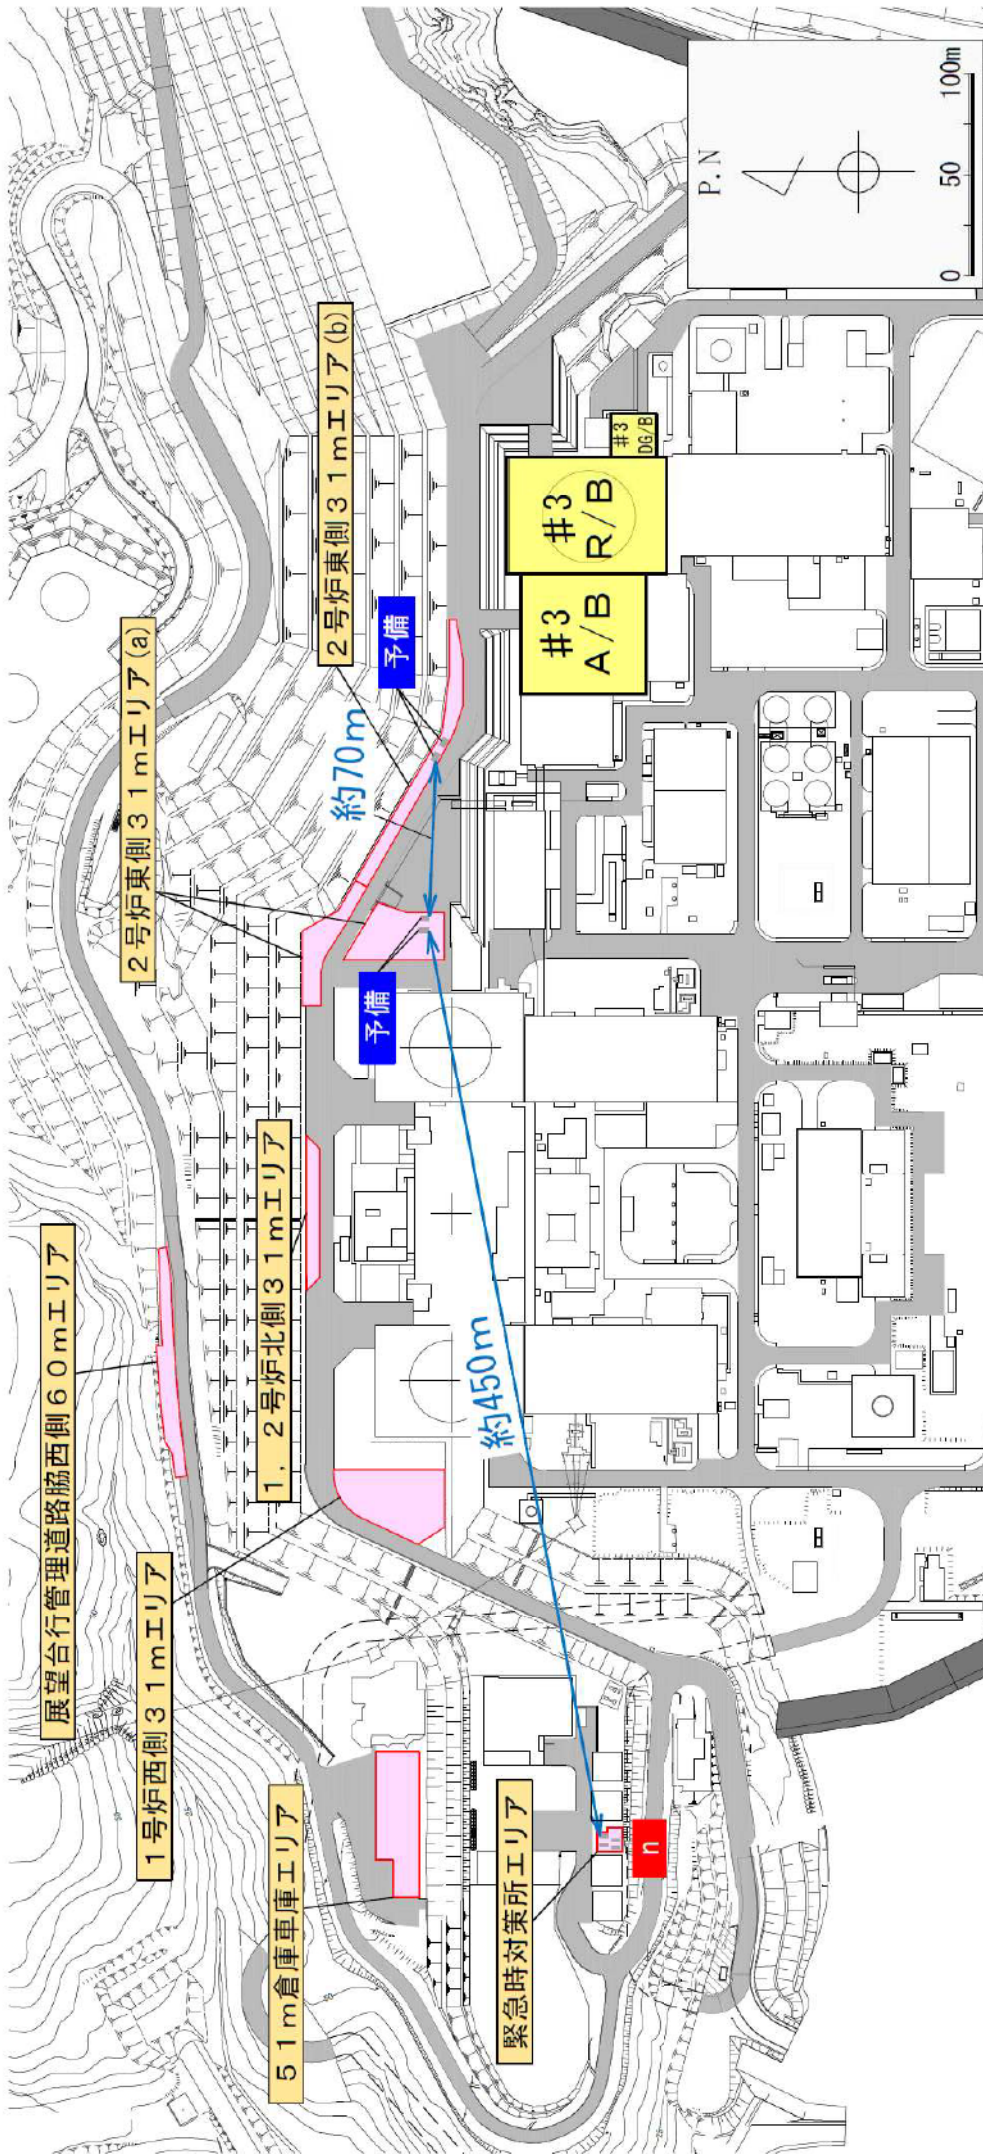 展望台行管理道路脇西側６０ｍエリア
１号炉西側３１ｍエリア
５１ｍ倉庫車庫エリア
１，２号炉北側３１ｍエリア
２号炉東側３１ｍエリア(a)
２号炉東側３１ｍエリア(b)
予備
予備
約70m
約450m
緊急時対策所エリア
n
＃３
A／B
＃３
R／B
＃３
DG/B
P.N
0
50
100m